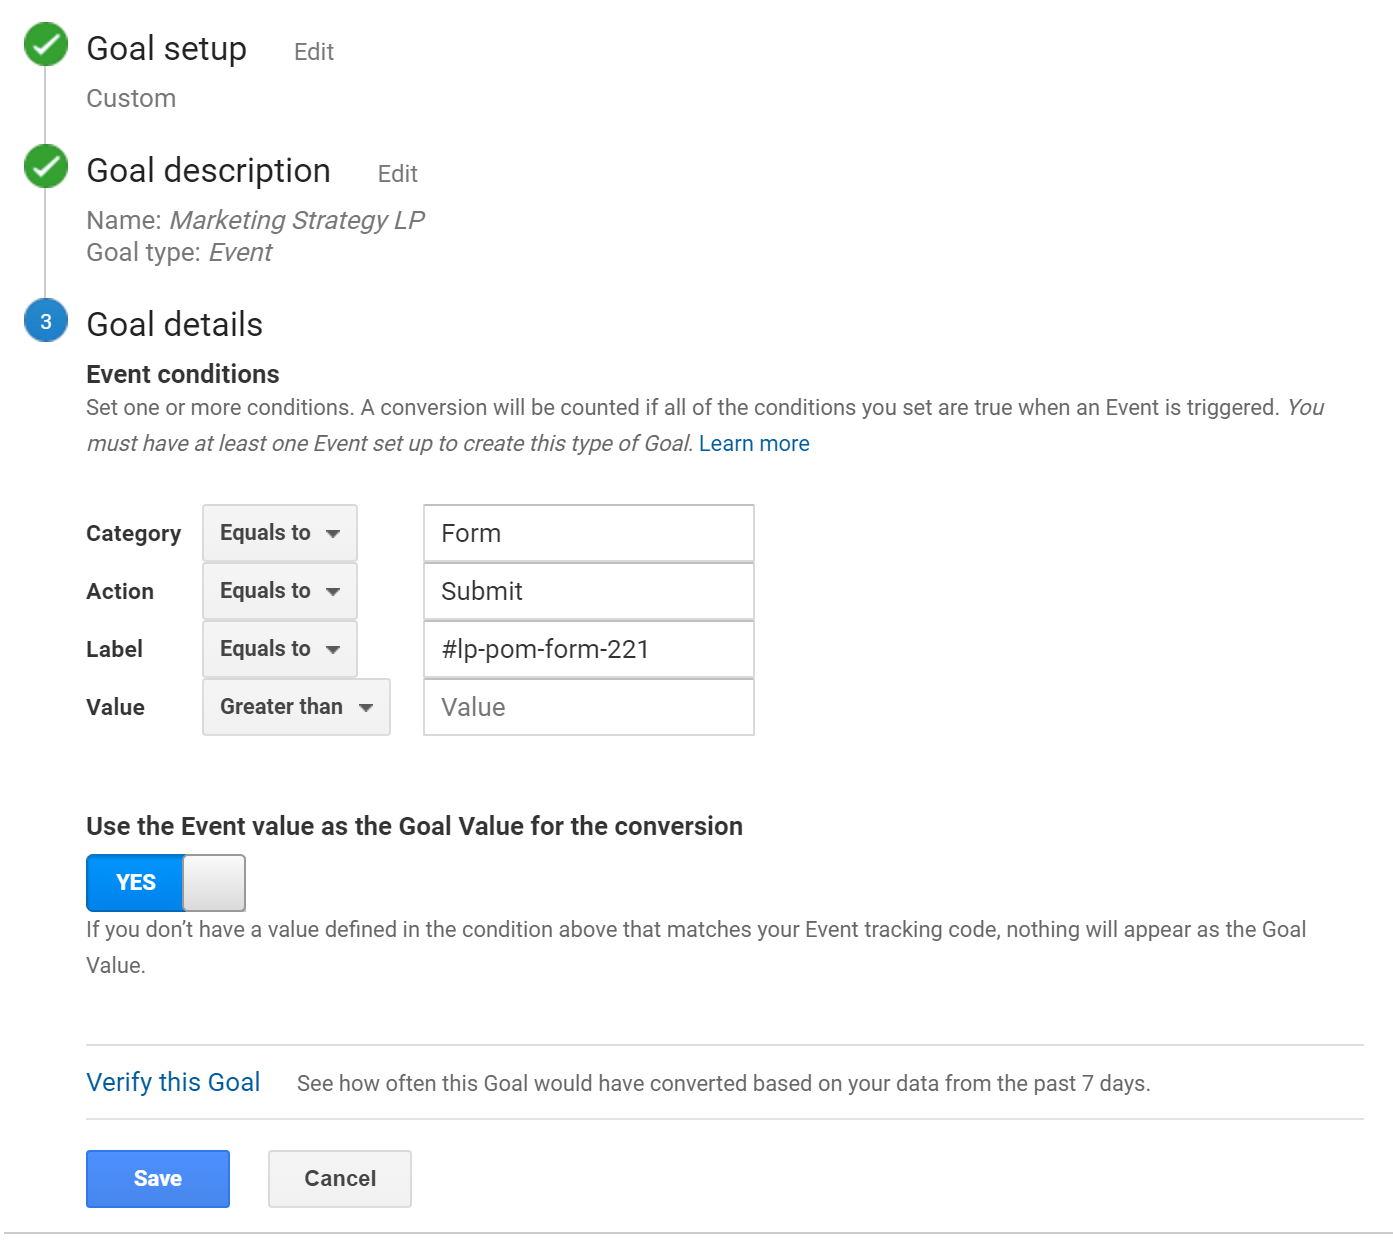 Goal setup Edit
Custom
Goal description Edit
Name: Marketing Strategy LP
Goal type: Event
3 Goal details
Event conditions
Set one or more conditions. A conversion will be counted if all of the conditions you set are true when an Event is triggered. You
must have at least one Event set up to create this type of Goal. Learn more
Category Equals to Form
Action Equals to Submit
Label Equals to #lp-pom-form-221
Value Greater than Value
Use the Event value as the Goal Value for the conversion
YES
If you don’t have a value defined in the condition above that matches your Event tracking code, nothing will appear as the Goal
Value.
Verify this Goal See how often this Goal would have converted based on your data from the past 7 days.
Save Cancel